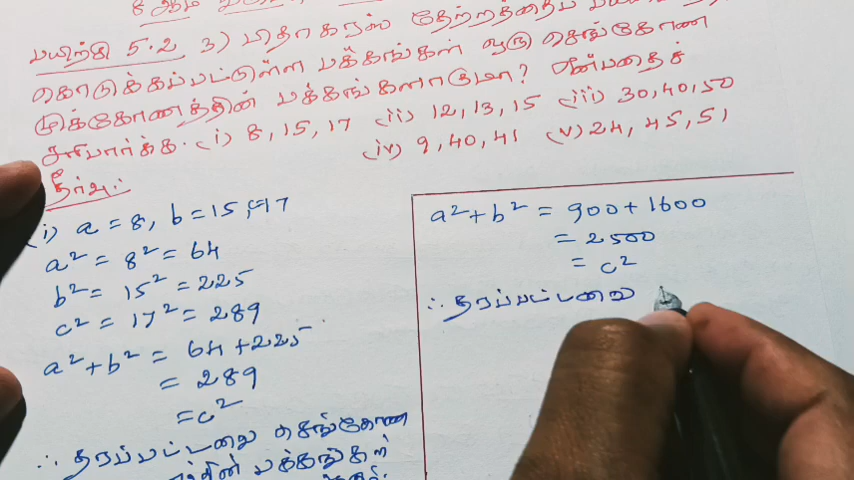 8 ஆம்
பயிற்சி 5.2 3) பிதாகரஸ் தேற்றத்தைப்
கொடுக்கப்பட்டுள்ள பக்கங்கள் ஒரு செங்கோண
முக்கோணத்தின் பக்கங்களாகுமா? என்பதைச்
சரிபார்க்க. (i) 8, 15, 17 (ii) 12, 13, 15 (iii) 30, 40, 50
(iv) 9, 40, 41 (v) 24, 45, 51
தீர்வு:-
(i) a = 8, b = 15, c = 17
a² = 8² = 64
b² = 15² = 225
c² = 17² = 289
a² + b² = 64 + 225
= 289
= c²
∴ தரப்பட்டவை செங்கோண
பக்கங்கள்
a² + b² = 900 + 1600
= 2500
= c²
∴ தரப்பட்டவை